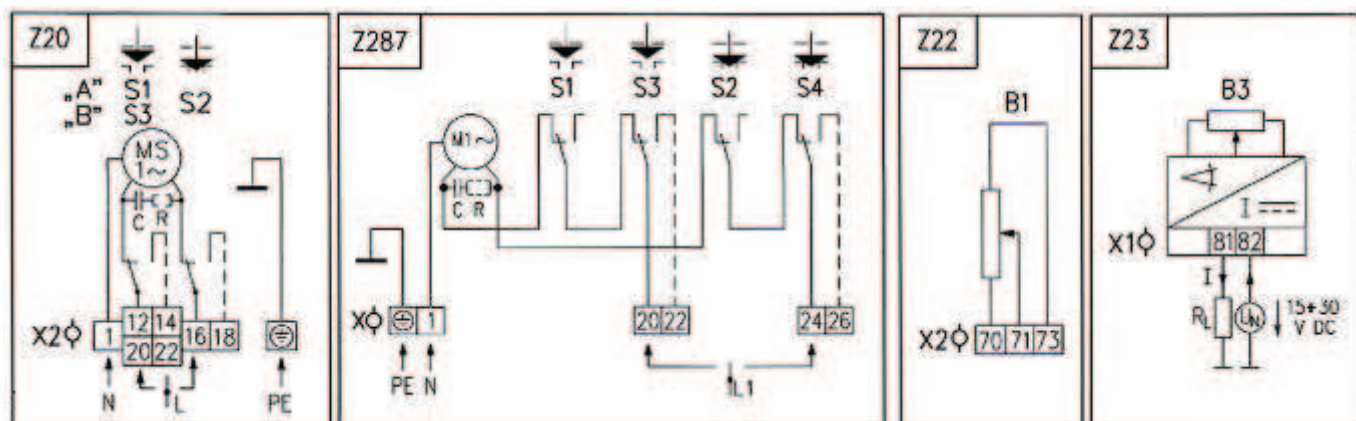 Z20
„A" S1 S2
„B" S3
MS
1~
C R
X2 1 12 14 16 18
20 22
N L PE
Z287
S1 S3 S2 S4
M1~
C R
X 1 20 22 24 26
PE N L1
Z22
B1
X2 70 71 73
Z23
B3
I
X1 81 82
I
RL UN 15÷30
V DC